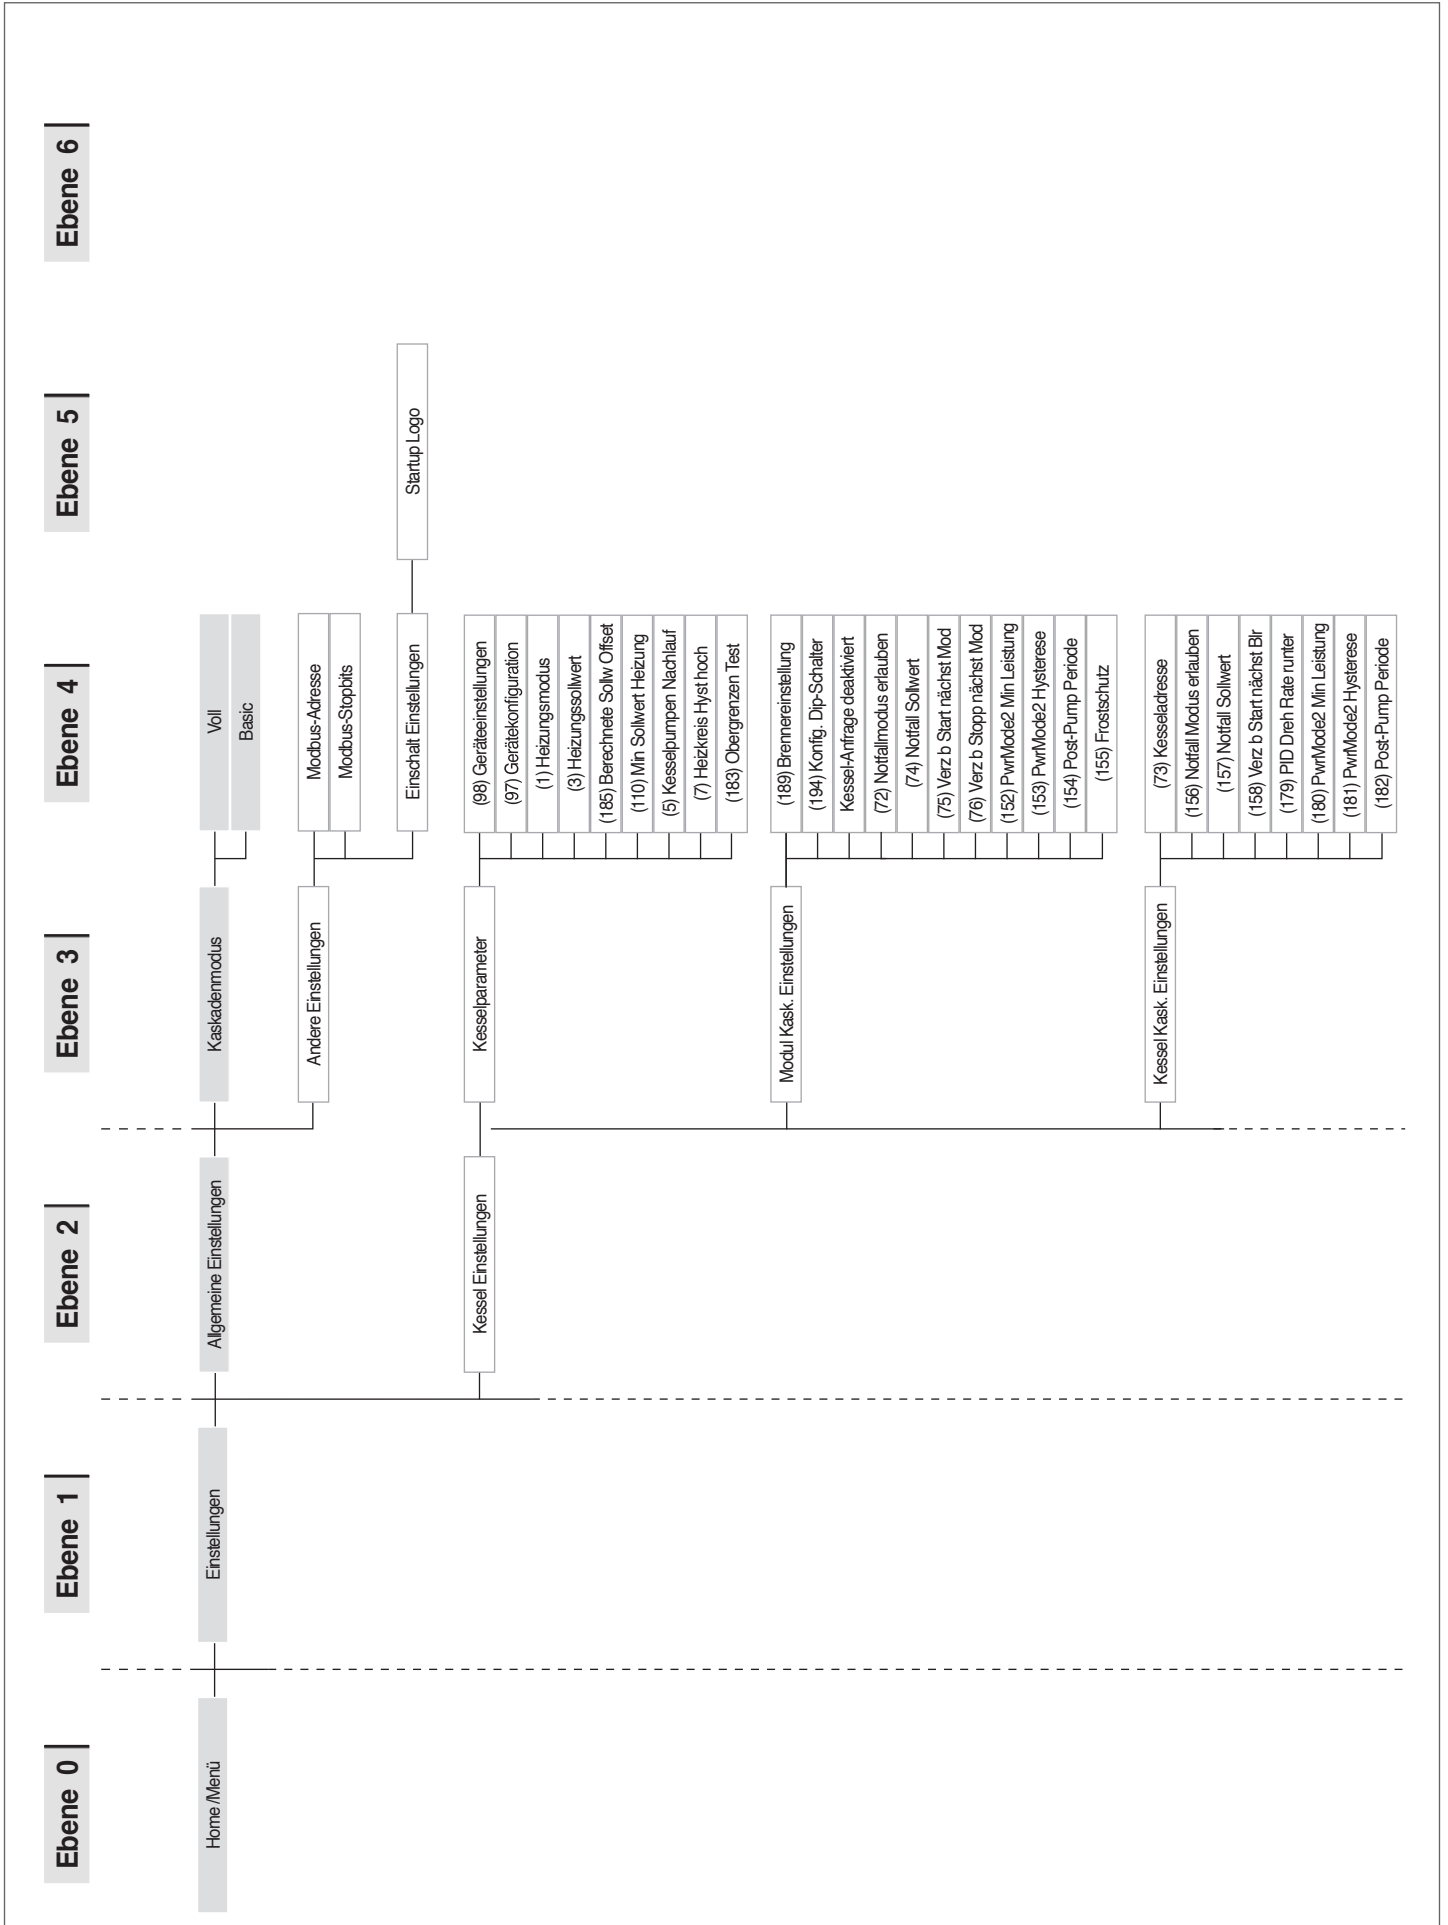 Ebene 0
Ebene 1
Ebene 2
Ebene 3
Ebene 4
Ebene 5
Ebene 6
Home /Menü
Einstellungen
Allgemeine Einstellungen
Kaskadenmodus
Voll
Basic
Andere Einstellungen
Modbus-Adresse
Modbus-Stopbits
Einschalt Einstellungen
Startup Logo
Kessel Einstellungen
Kesselparameter
(98) Geräteeinstellungen
(97) Gerätekonfiguration
(1) Heizungsmodus
(3) Heizungssollwert
(185) Berechnete Sollw Offset
(110) Min Sollwert Heizung
(5) Kesselpumpen Nachlauf
(7) Heizkreis Hyst hoch
(183) Obergrenzen Test
Modul Kask. Einstellungen
(189) Brennereinstellung
(194) Konfig. Dip-Schalter
Kessel-Anfrage deaktiviert
(72) Notfallmodus erlauben
(74) Notfall Sollwert
(75) Verz b Start nächst Mod
(76) Verz b Stopp nächst Mod
(152) PwrMode2 Min Leistung
(153) PwrMode2 Hysterese
(154) Post-Pump Periode
(155) Frostschutz
Kessel Kask. Einstellungen
(73) Kesseladresse
(156) Notfall Modus erlauben
(157) Notfall Sollwert
(158) Verz b Start nächst Blr
(179) PID Dreh Rate runter
(180) PwrMode2 Min Leistung
(181) PwrMode2 Hysterese
(182) Post-Pump Periode